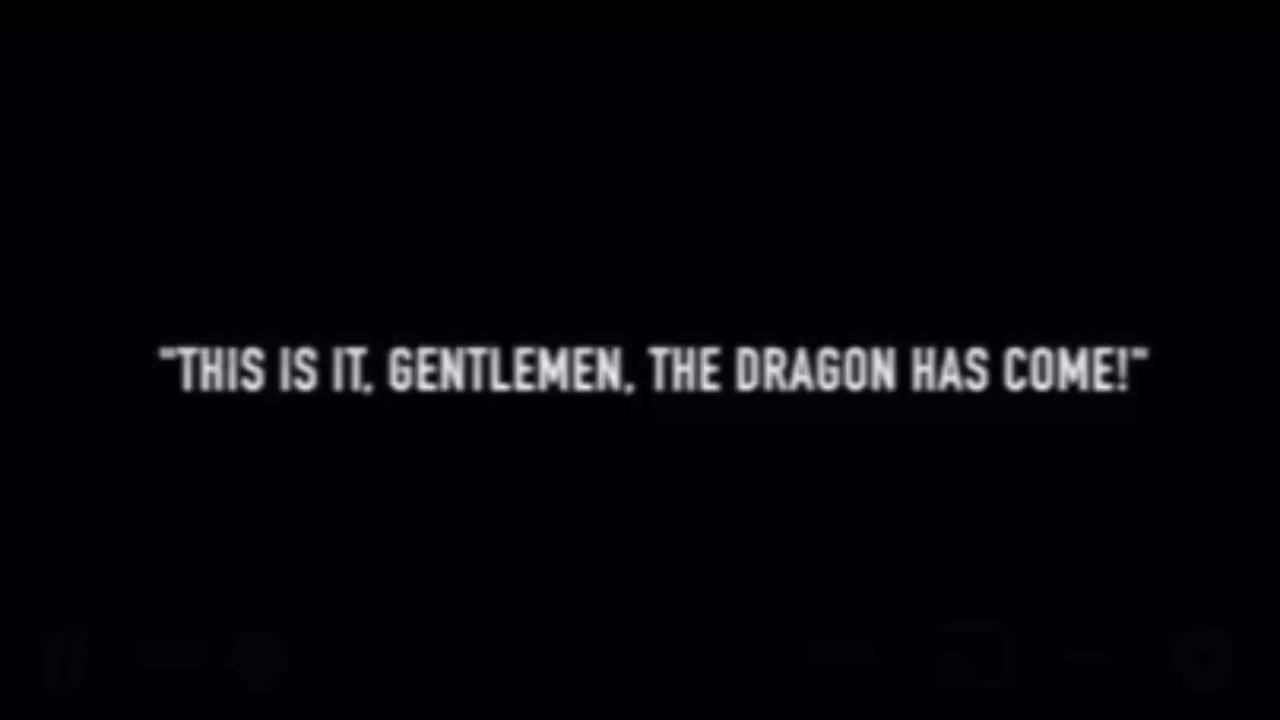 "THIS IS IT, GENTLEMEN, THE DRAGON HAS COME!"